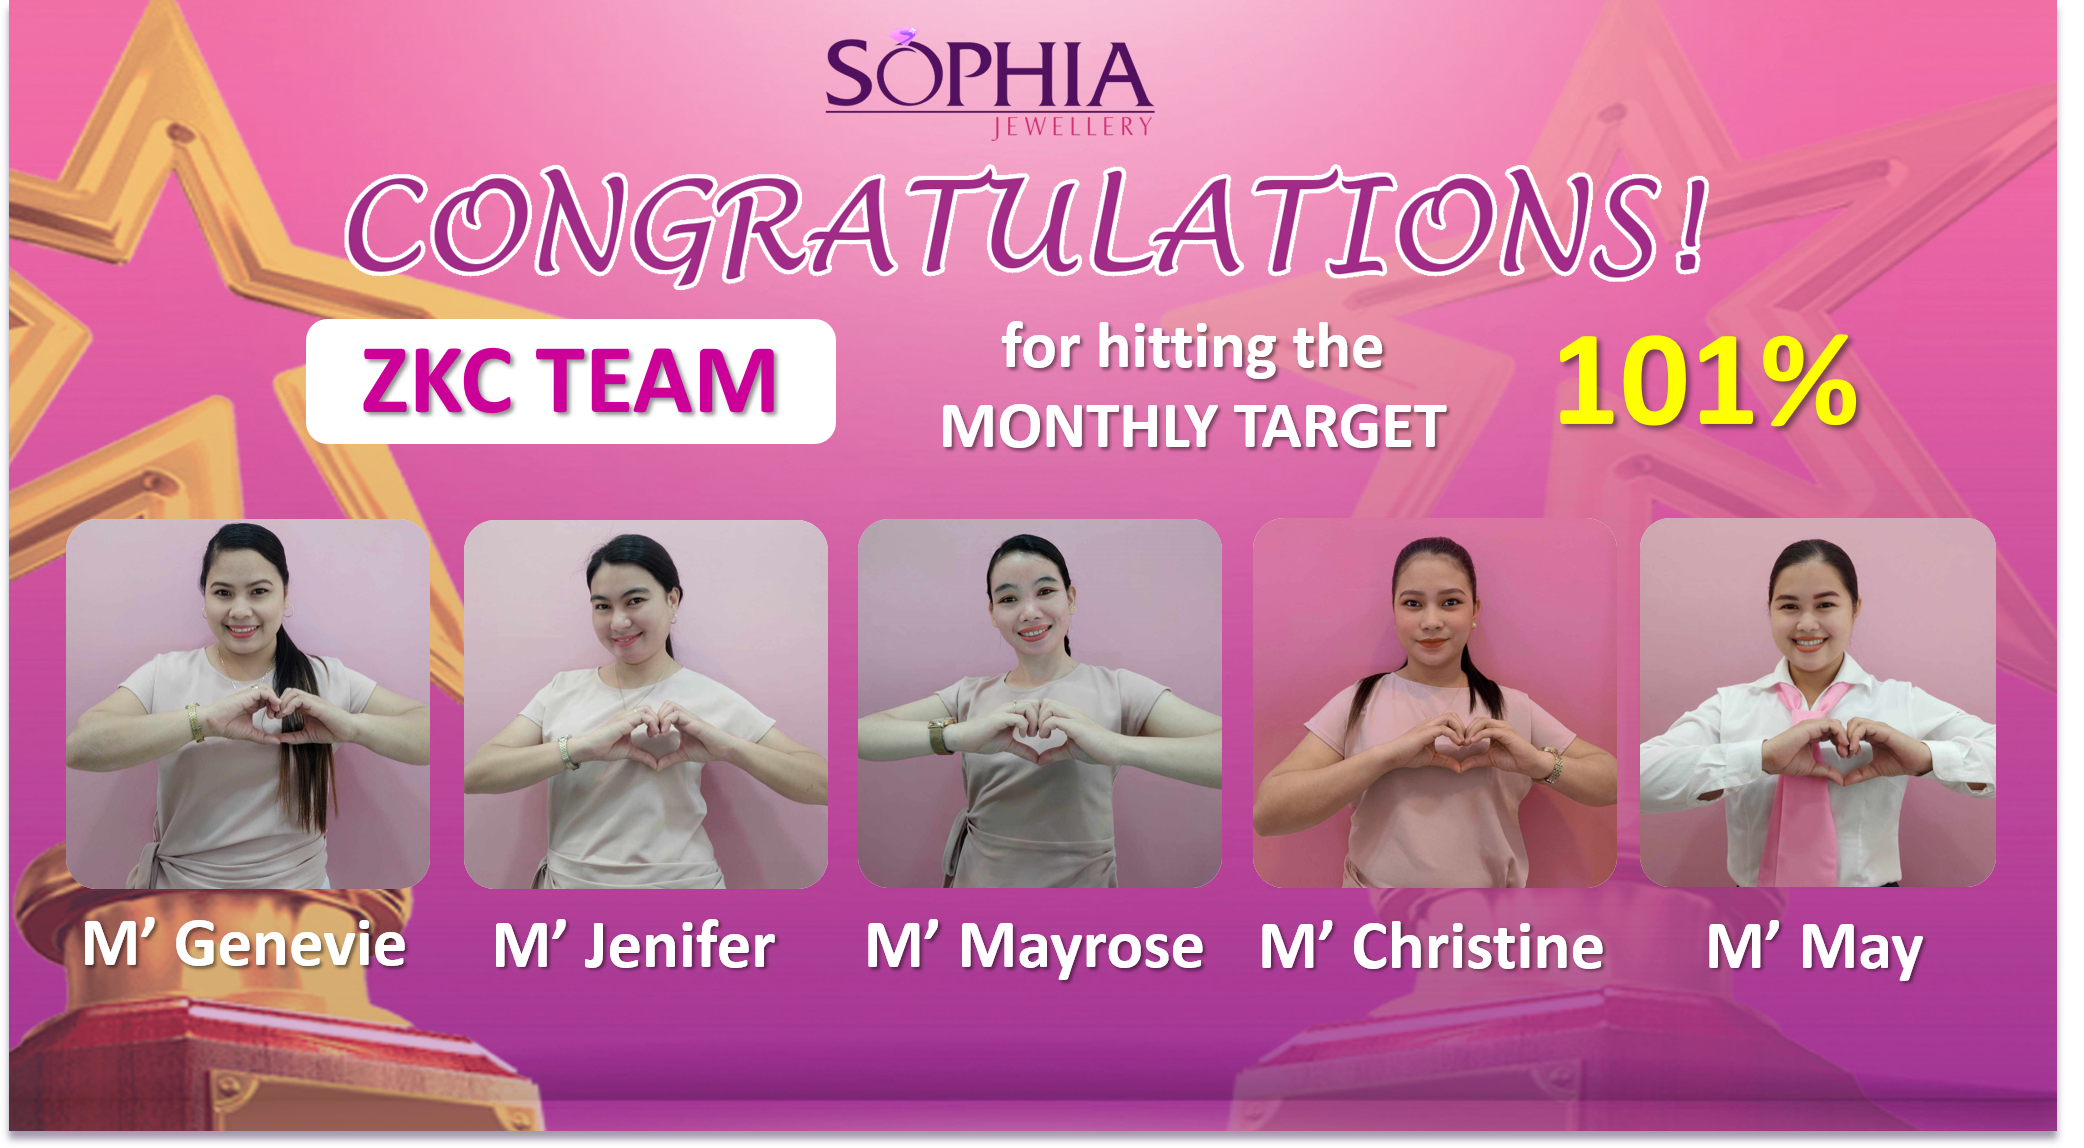 SOPHIA
JEWELLERY
CONGRATULATIONS!
ZKC TEAM
for hitting the
MONTHLY TARGET
101%
M’ Genevie
M’ Jenifer
M’ Mayrose
M’ Christine
M’ May